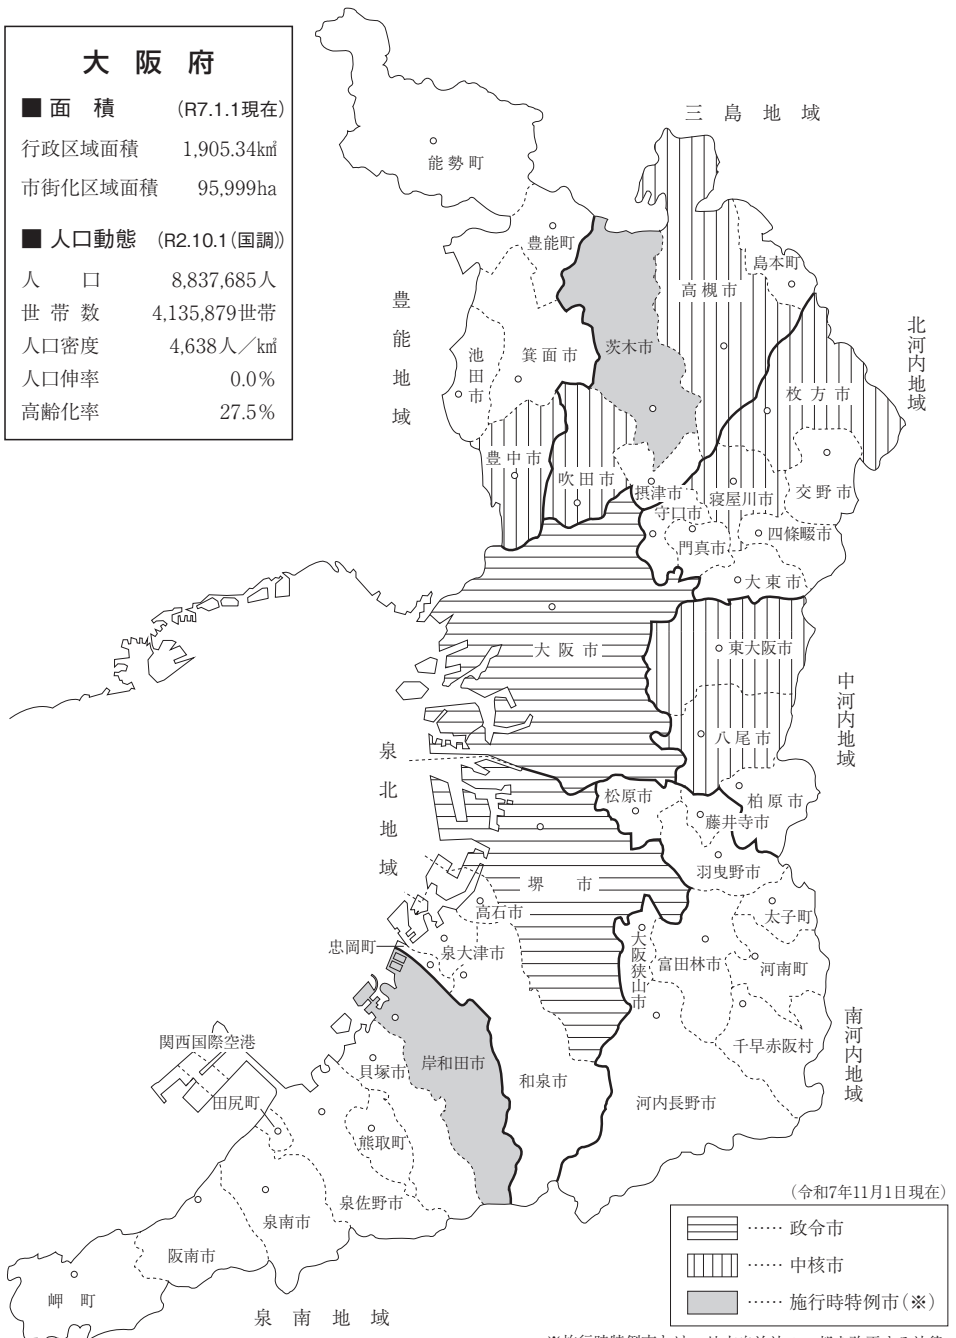 大阪府
■ 面積 (R7.1.1現在)
行政区域面積 1,905.34㎢
市街化区域面積 95,999ha
■ 人口動態 (R2.10.1(国調))
人口 8,837,685人
世帯数 4,135,879世帯
人口密度 4,638人/㎢
人口伸率 0.0%
高齢化率 27.5%
三島地域
能勢町
豊能町
島本町
高槻市
豊能地域
北河内地域
茨木市
池田市
箕面市
枚方市
豊中市
吹田市
摂津市
寝屋川市
交野市
守口市
門真市
四條畷市
大東市
大阪市
東大阪市
中河内地域
八尾市
泉北地域
松原市
柏原市
藤井寺市
羽曳野市
堺市
高石市
太子町
忠岡町
泉大津市
大阪狭山市
富田林市
河南町
南河内地域
千早赤阪村
関西国際空港
貝塚市
岸和田市
和泉市
河内長野市
田尻町
熊取町
泉佐野市
泉南市
阪南市
岬町
泉南地域
(令和7年11月1日現在)
…… 政令市
…… 中核市
…… 施行時特例市(※)